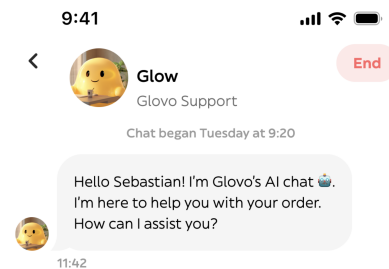 9:41
Glow
End
Glovo Support
Chat began Tuesday at 9:20
Hello Sebastian! I'm Glovo's AI chat 🤖.
I'm here to help you with your order.
How can I assist you?
11:42